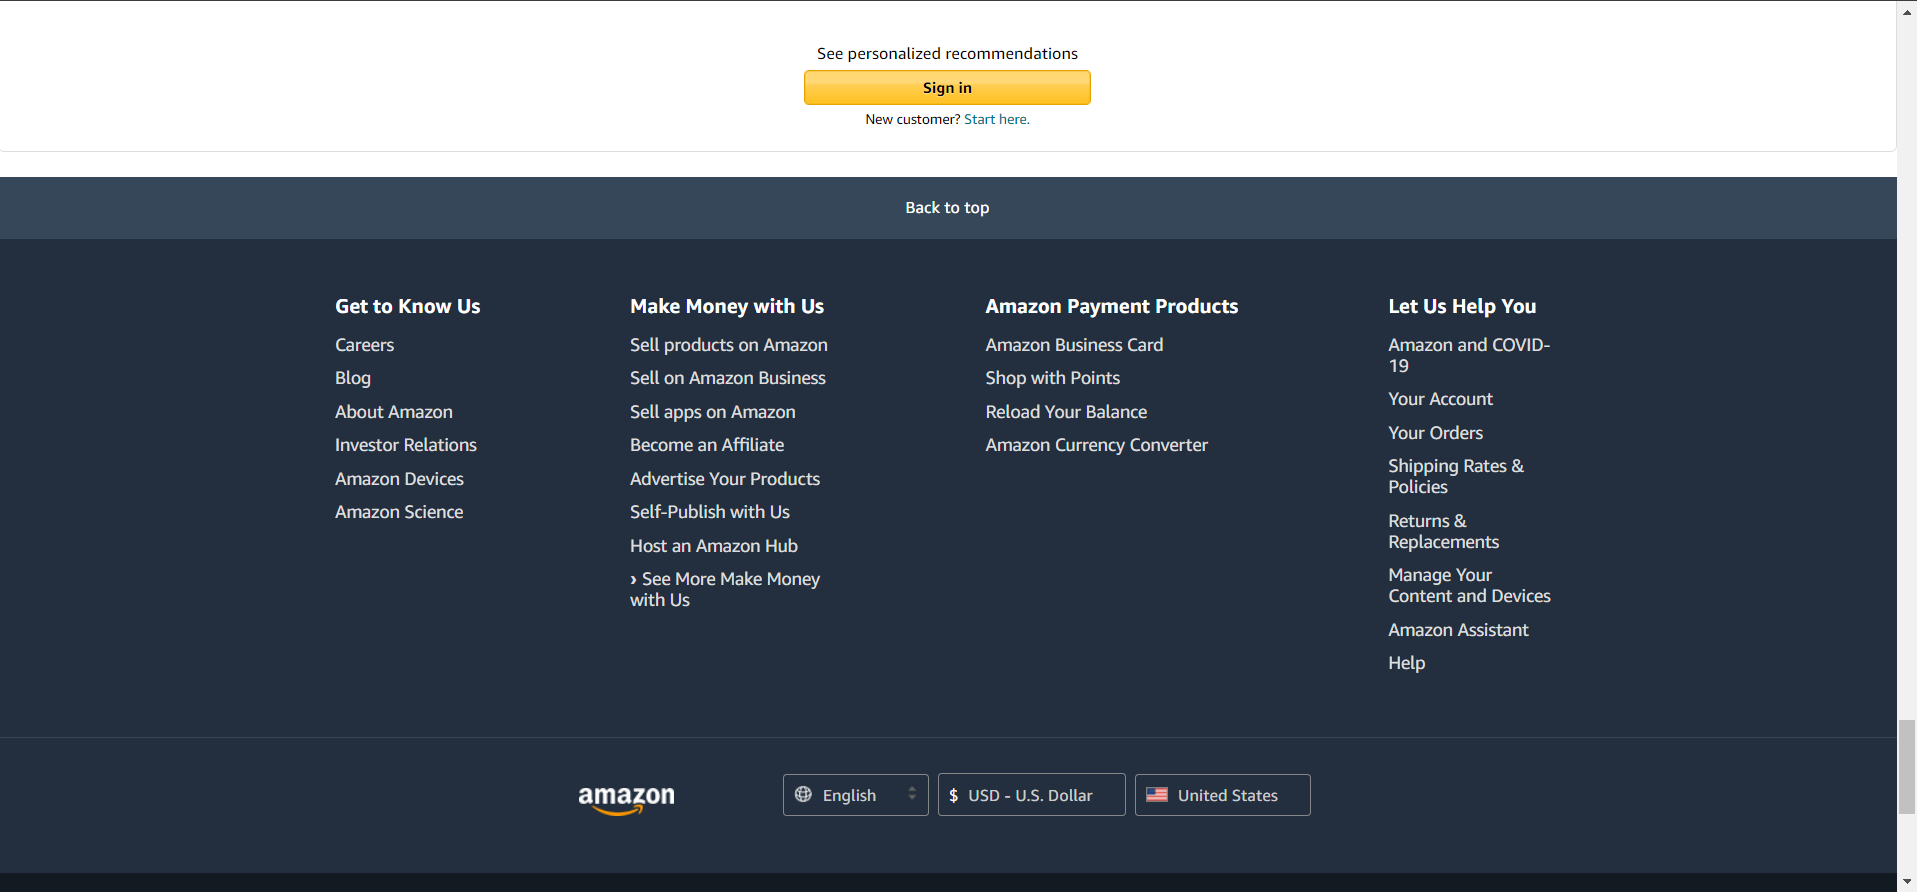 See personalized recommendations
Sign in
New customer? Start here.
Back to top
Get to Know Us
Careers
Blog
About Amazon
Investor Relations
Amazon Devices
Amazon Science
Make Money with Us
Sell products on Amazon
Sell on Amazon Business
Sell apps on Amazon
Become an Affiliate
Advertise Your Products
Self-Publish with Us
Host an Amazon Hub
› See More Make Money
with Us
Amazon Payment Products
Amazon Business Card
Shop with Points
Reload Your Balance
Amazon Currency Converter
Let Us Help You
Amazon and COVID-
19
Your Account
Your Orders
Shipping Rates &
Policies
Returns &
Replacements
Manage Your
Content and Devices
Amazon Assistant
Help
amazon
English
$ USD - U.S. Dollar
United States